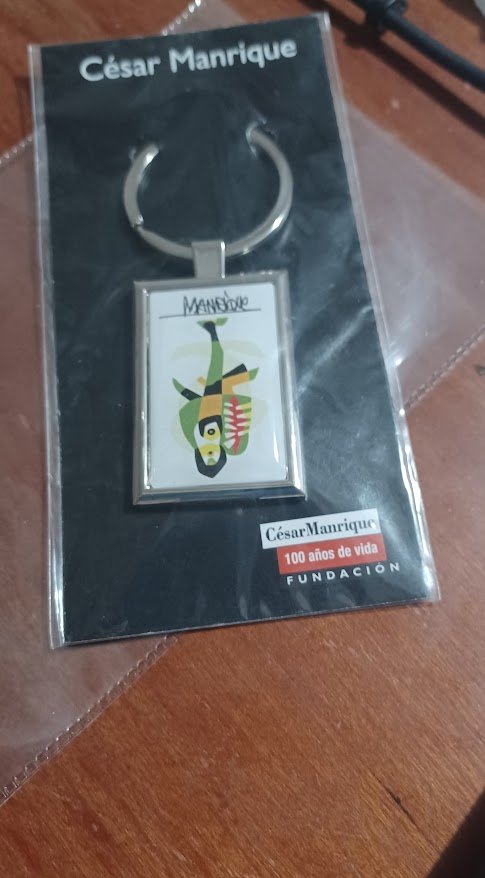 César Manrique
MANRIQUE
CésarManrique
100 años de vida
FUNDACIÓN